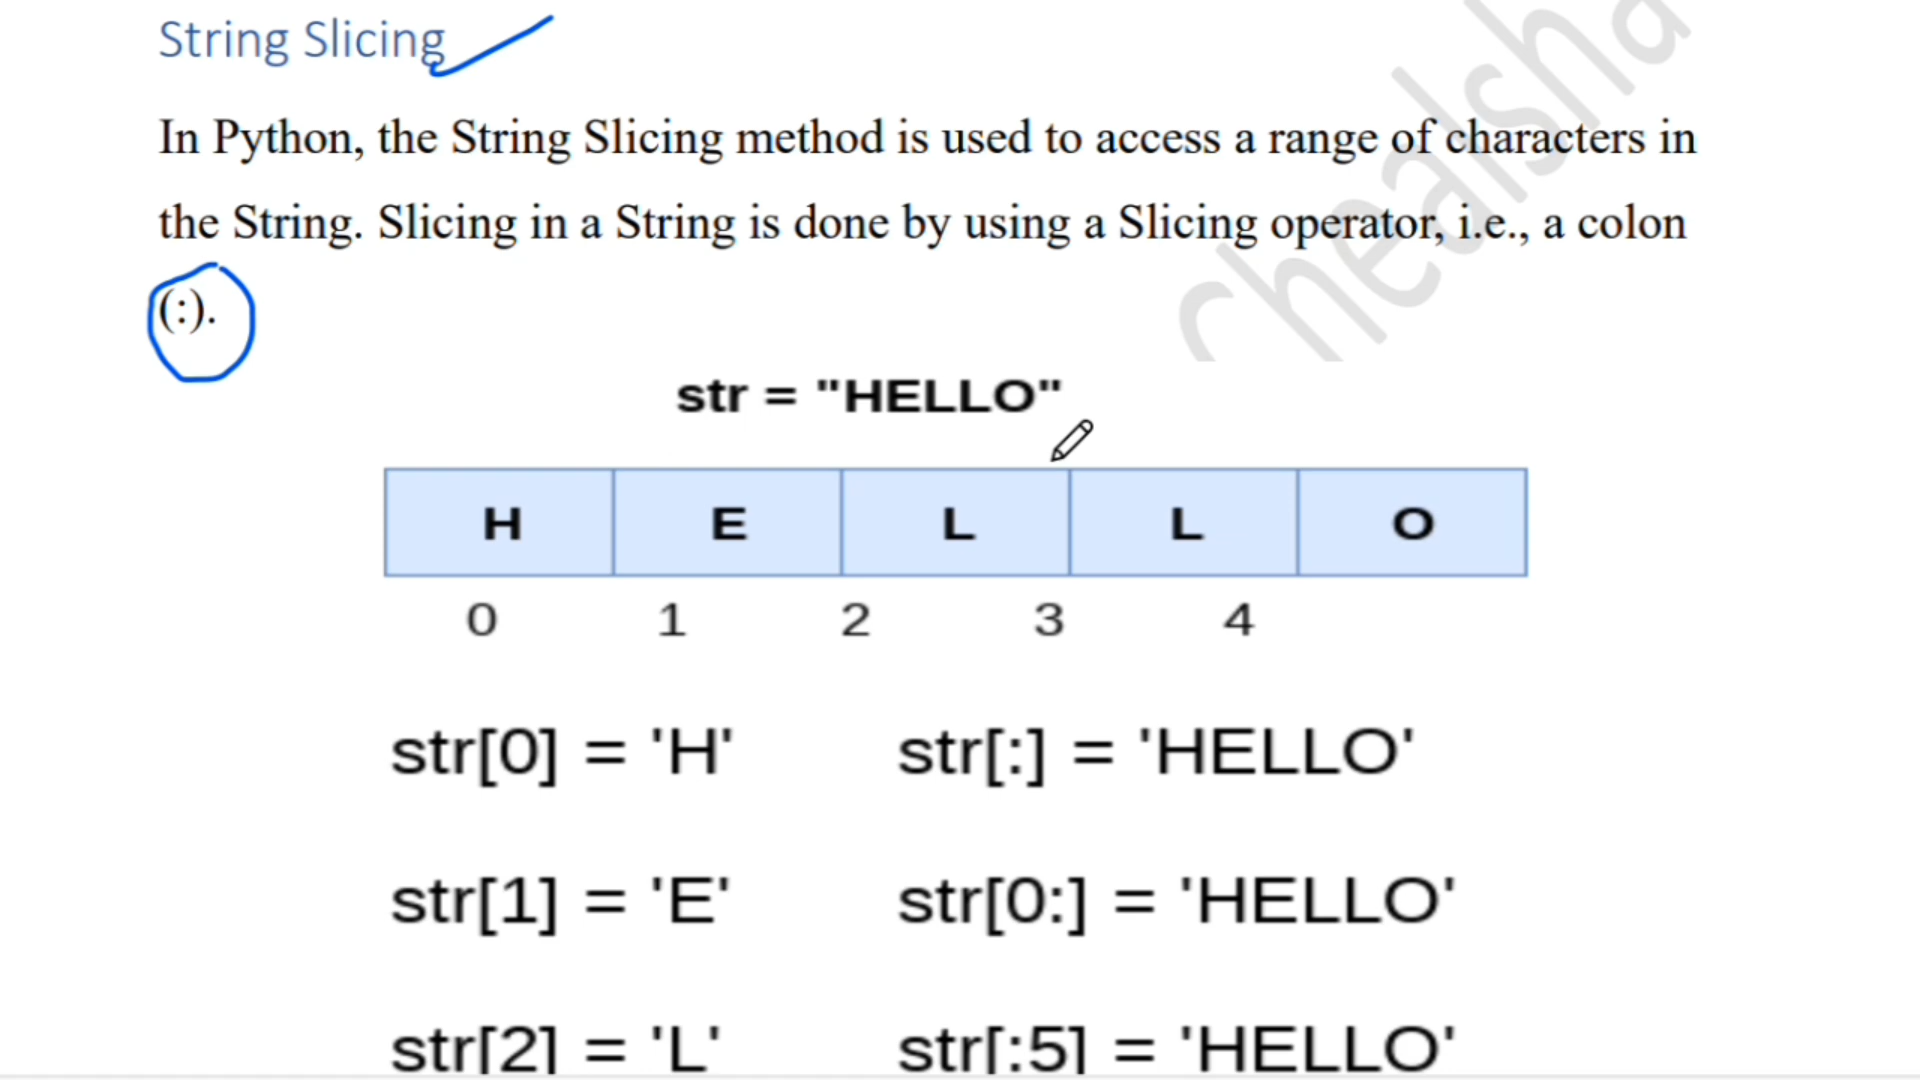 String Slicing
In Python, the String Slicing method is used to access a range of characters in
the String. Slicing in a String is done by using a Slicing operator, i.e., a colon
(:).
str = "HELLO"
H E L L O
0 1 2 3 4
str[0] = 'H' str[:] = 'HELLO'
str[1] = 'E' str[0:] = 'HELLO'
str[2] = 'L' str[:5] = 'HELLO'